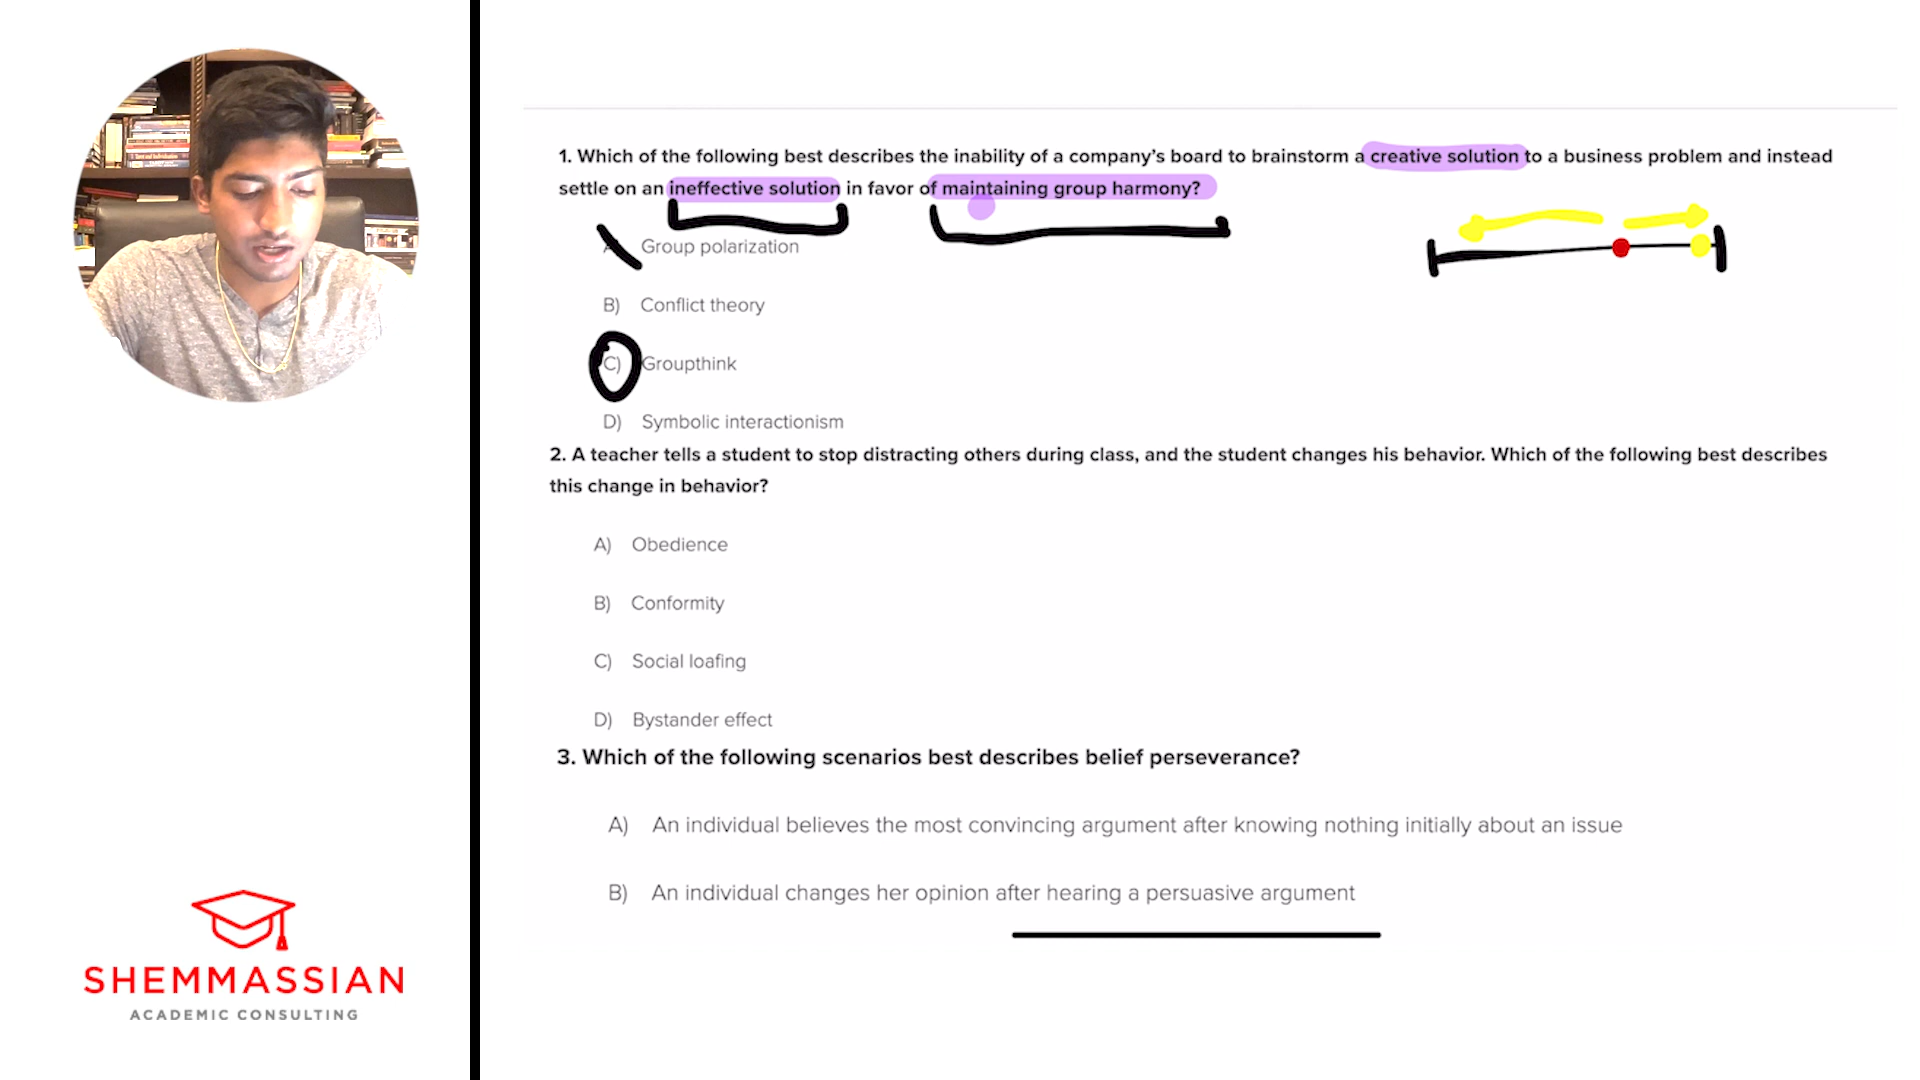 1. Which of the following best describes the inability of a company's board to brainstorm a creative solution to a business problem and instead
settle on an ineffective solution in favor of maintaining group harmony?
Group polarization
B) Conflict theory
C) Groupthink
D) Symbolic interactionism
2. A teacher tells a student to stop distracting others during class, and the student changes his behavior. Which of the following best describes
this change in behavior?
A) Obedience
B) Conformity
C) Social loafing
D) Bystander effect
3. Which of the following scenarios best describes belief perseverance?
A) An individual believes the most convincing argument after knowing nothing initially about an issue
B) An individual changes her opinion after hearing a persuasive argument
SHEMMASSIAN
ACADEMIC CONSULTING